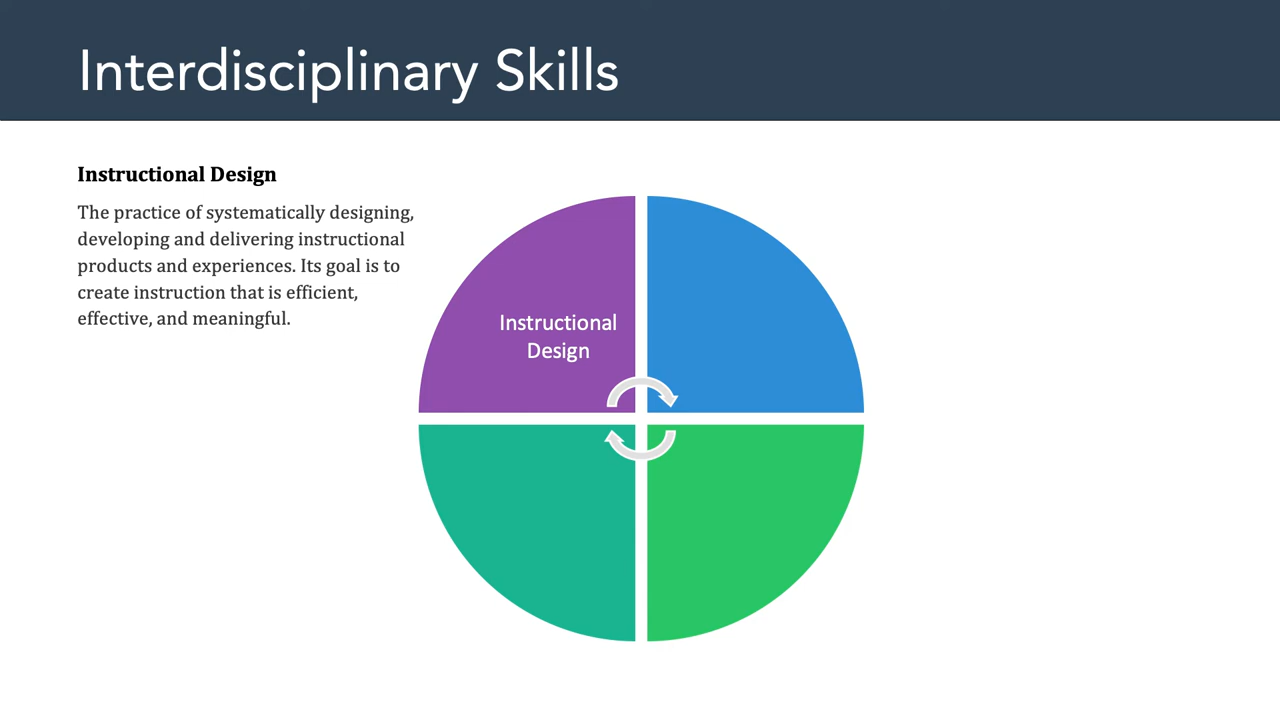 Interdisciplinary Skills
Instructional Design
The practice of systematically designing,
developing and delivering instructional
products and experiences. Its goal is to
create instruction that is efficient,
effective, and meaningful.
Instructional
Design